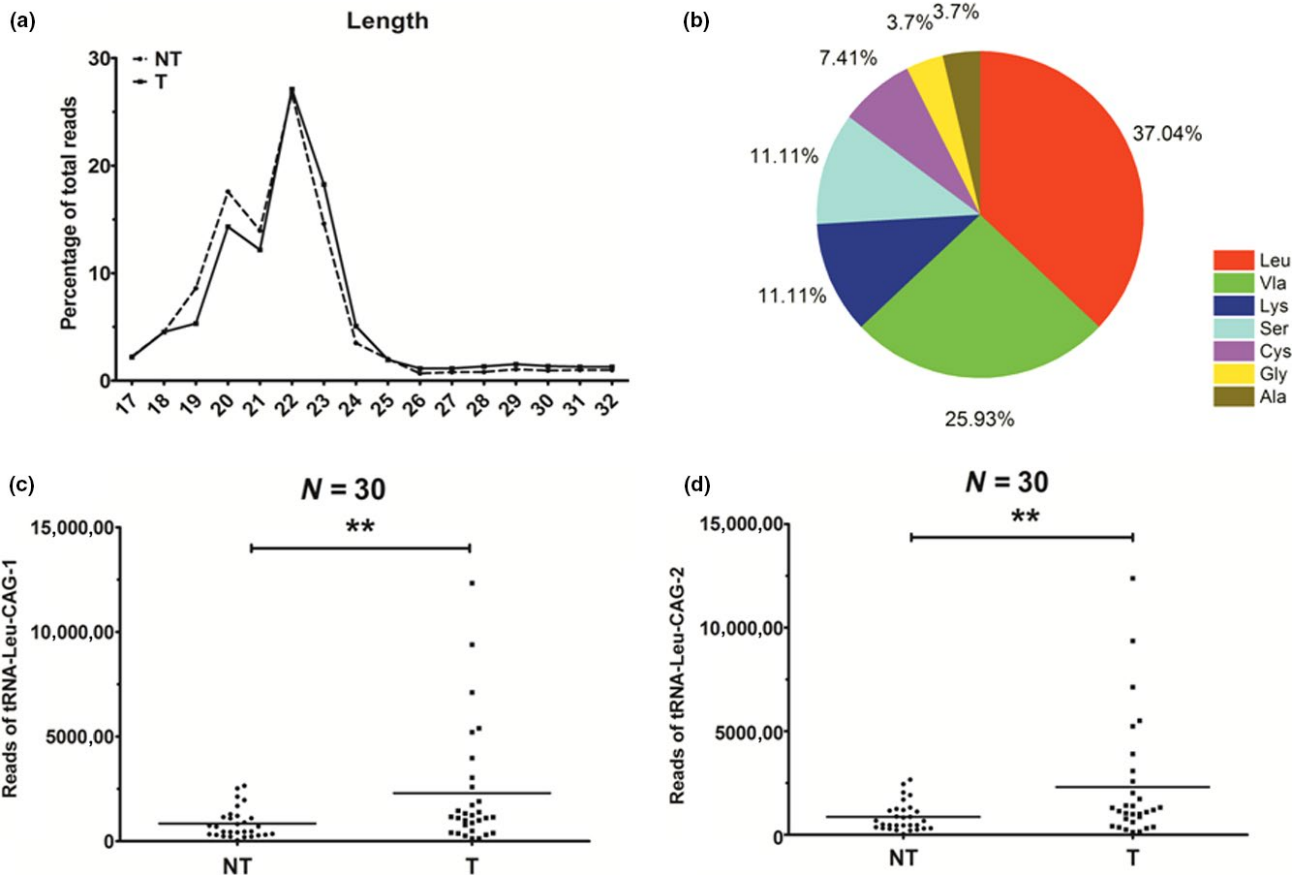 (a)
Length
NT
T
Percentage of total reads
30
20
10
0
17 18 19 20 21 22 23 24 25 26 27 28 29 30 31 32
(b)
3.7%
3.7%
7.41%
11.11%
11.11%
25.93%
37.04%
Leu
Vla
Lys
Ser
Cys
Gly
Ala
(c)
N = 30
**
Reads of tRNA-Leu-CAG-1
15,000,00
10,000,00
5000,00
0
NT T
(d)
N = 30
**
Reads of tRNA-Leu-CAG-2
15,000,00
10,000,00
5000,00
0
NT T